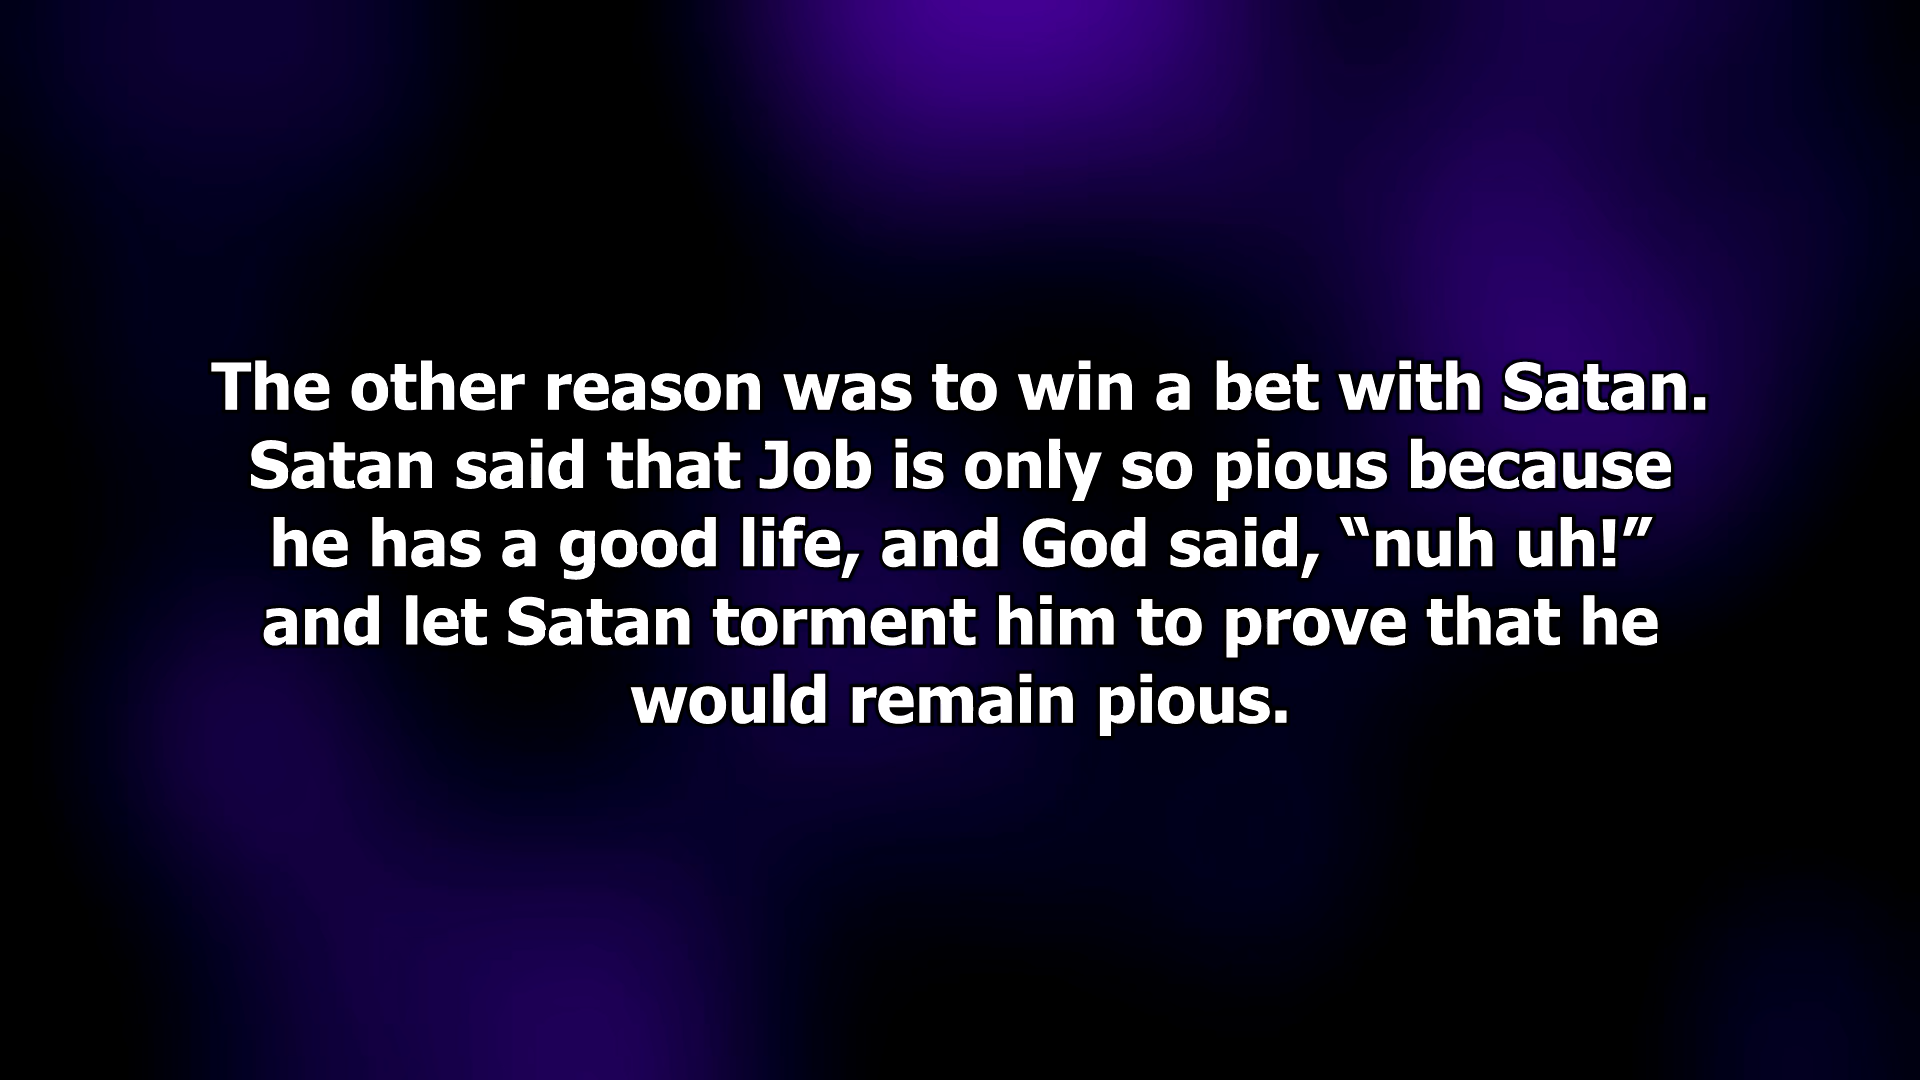 The other reason was to win a bet with Satan.
Satan said that Job is only so pious because
he has a good life, and God said, “nuh uh!”
and let Satan torment him to prove that he
would remain pious.